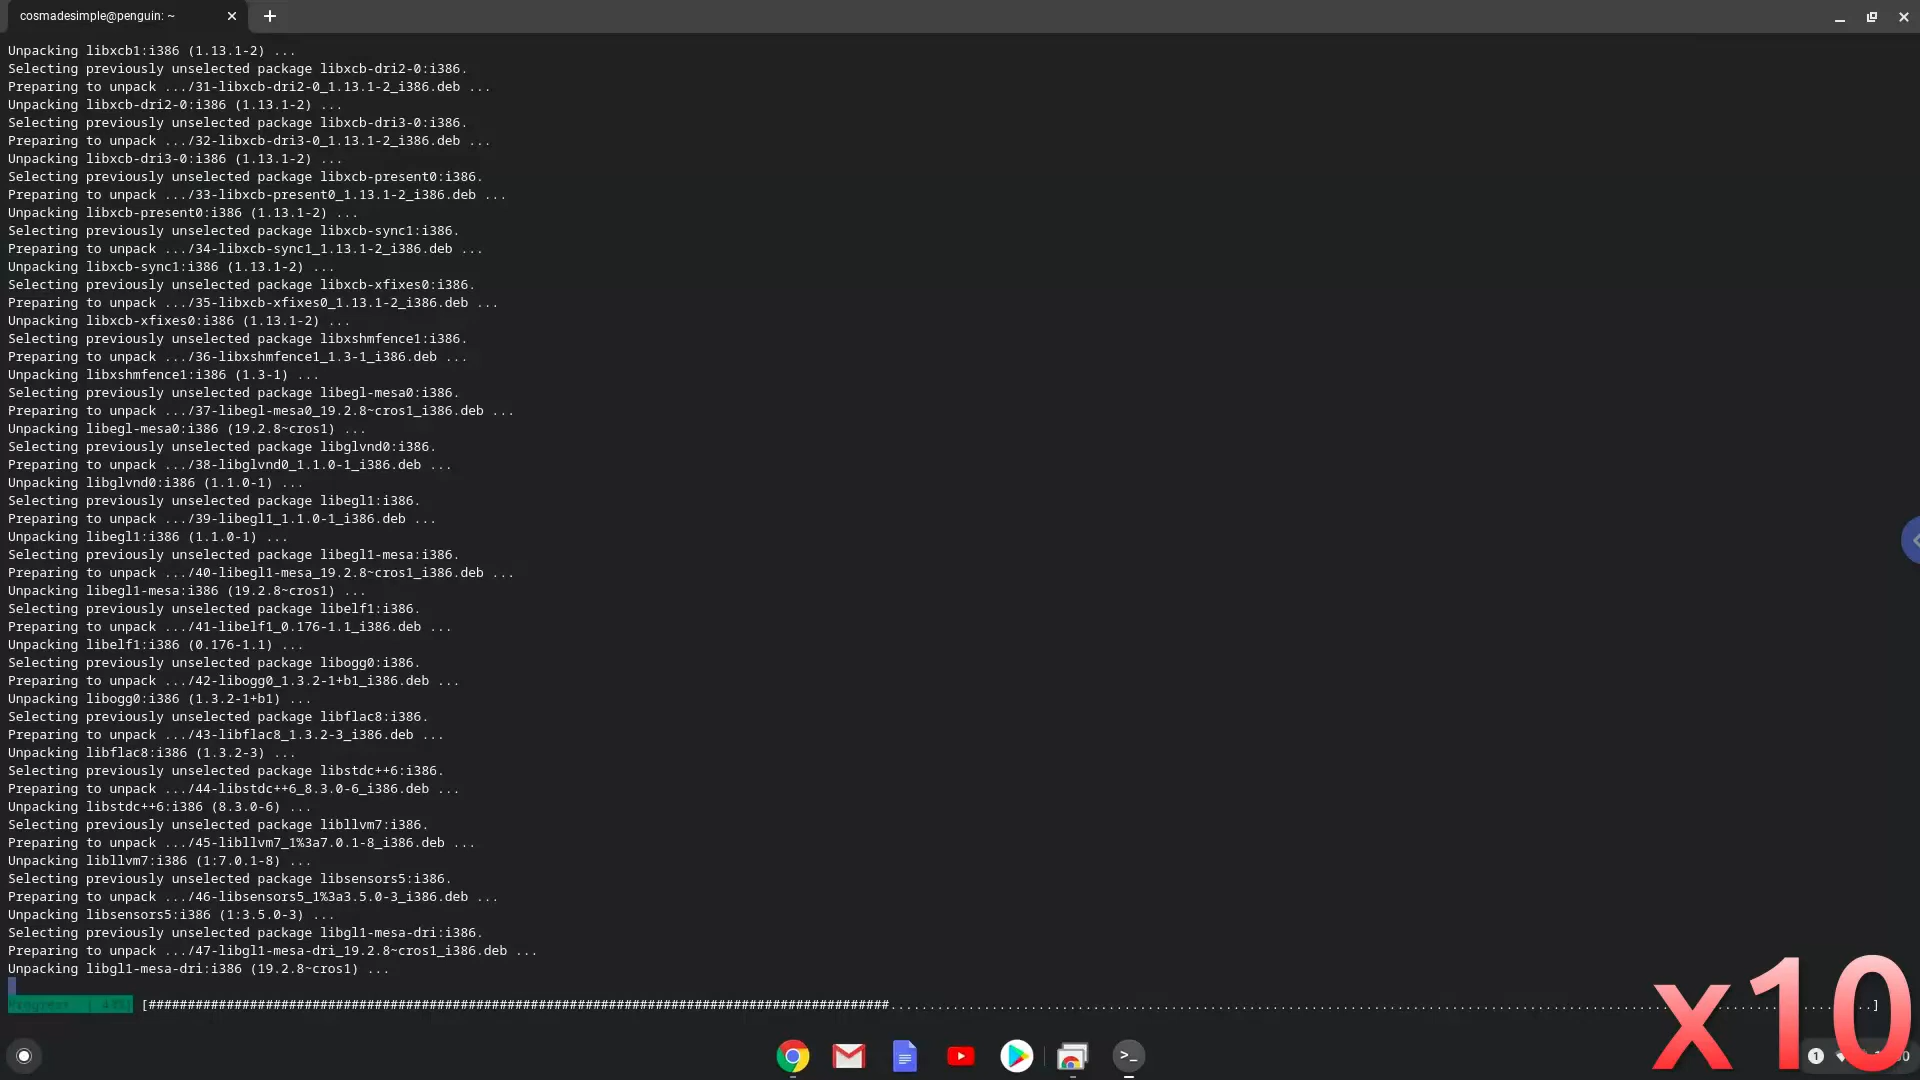 cosmadesimple@penguin: ~
Unpacking libxcb1:i386 (1.13.1-2) ...
Selecting previously unselected package libxcb-dri2-0:i386.
Preparing to unpack .../31-libxcb-dri2-0_1.13.1-2_i386.deb ...
Unpacking libxcb-dri2-0:i386 (1.13.1-2) ...
Selecting previously unselected package libxcb-dri3-0:i386.
Preparing to unpack .../32-libxcb-dri3-0_1.13.1-2_i386.deb ...
Unpacking libxcb-dri3-0:i386 (1.13.1-2) ...
Selecting previously unselected package libxcb-present0:i386.
Preparing to unpack .../33-libxcb-present0_1.13.1-2_i386.deb ...
Unpacking libxcb-present0:i386 (1.13.1-2) ...
Selecting previously unselected package libxcb-sync1:i386.
Preparing to unpack .../34-libxcb-sync1_1.13.1-2_i386.deb ...
Unpacking libxcb-sync1:i386 (1.13.1-2) ...
Selecting previously unselected package libxcb-xfixes0:i386.
Preparing to unpack .../35-libxcb-xfixes0_1.13.1-2_i386.deb ...
Unpacking libxcb-xfixes0:i386 (1.13.1-2) ...
Selecting previously unselected package libxshmfence1:i386.
Preparing to unpack .../36-libxshmfence1_1.3-1_i386.deb ...
Unpacking libxshmfence1:i386 (1.3-1) ...
Selecting previously unselected package libegl-mesa0:i386.
Preparing to unpack .../37-libegl-mesa0_19.2.8~cros1_i386.deb ...
Unpacking libegl-mesa0:i386 (19.2.8~cros1) ...
Selecting previously unselected package libglvnd0:i386.
Preparing to unpack .../38-libglvnd0_1.1.0-1_i386.deb ...
Unpacking libglvnd0:i386 (1.1.0-1) ...
Selecting previously unselected package libegl1:i386.
Preparing to unpack .../39-libegl1_1.1.0-1_i386.deb ...
Unpacking libegl1:i386 (1.1.0-1) ...
Selecting previously unselected package libegl1-mesa:i386.
Preparing to unpack .../40-libegl1-mesa_19.2.8~cros1_i386.deb ...
Unpacking libegl1-mesa:i386 (19.2.8~cros1) ...
Selecting previously unselected package libelf1:i386.
Preparing to unpack .../41-libelf1_0.176-1.1_i386.deb ...
Unpacking libelf1:i386 (0.176-1.1) ...
Selecting previously unselected package libogg0:i386.
Preparing to unpack .../42-libogg0_1.3.2-1+b1_i386.deb ...
Unpacking libogg0:i386 (1.3.2-1+b1) ...
Selecting previously unselected package libflac8:i386.
Preparing to unpack .../43-libflac8_1.3.2-3_i386.deb ...
Unpacking libflac8:i386 (1.3.2-3) ...
Selecting previously unselected package libstdc++6:i386.
Preparing to unpack .../44-libstdc++6_8.3.0-6_i386.deb ...
Unpacking libstdc++6:i386 (8.3.0-6) ...
Selecting previously unselected package libllvm7:i386.
Preparing to unpack .../45-libllvm7_1%3a7.0.1-8_i386.deb ...
Unpacking libllvm7:i386 (1:7.0.1-8) ...
Selecting previously unselected package libsensors5:i386.
Preparing to unpack .../46-libsensors5_1%3a3.5.0-3_i386.deb ...
Unpacking libsensors5:i386 (1:3.5.0-3) ...
Selecting previously unselected package libgl1-mesa-dri:i386.
Preparing to unpack .../47-libgl1-mesa-dri_19.2.8~cros1_i386.deb ...
Unpacking libgl1-mesa-dri:i386 (19.2.8~cros1) ...
Progress
x10
1